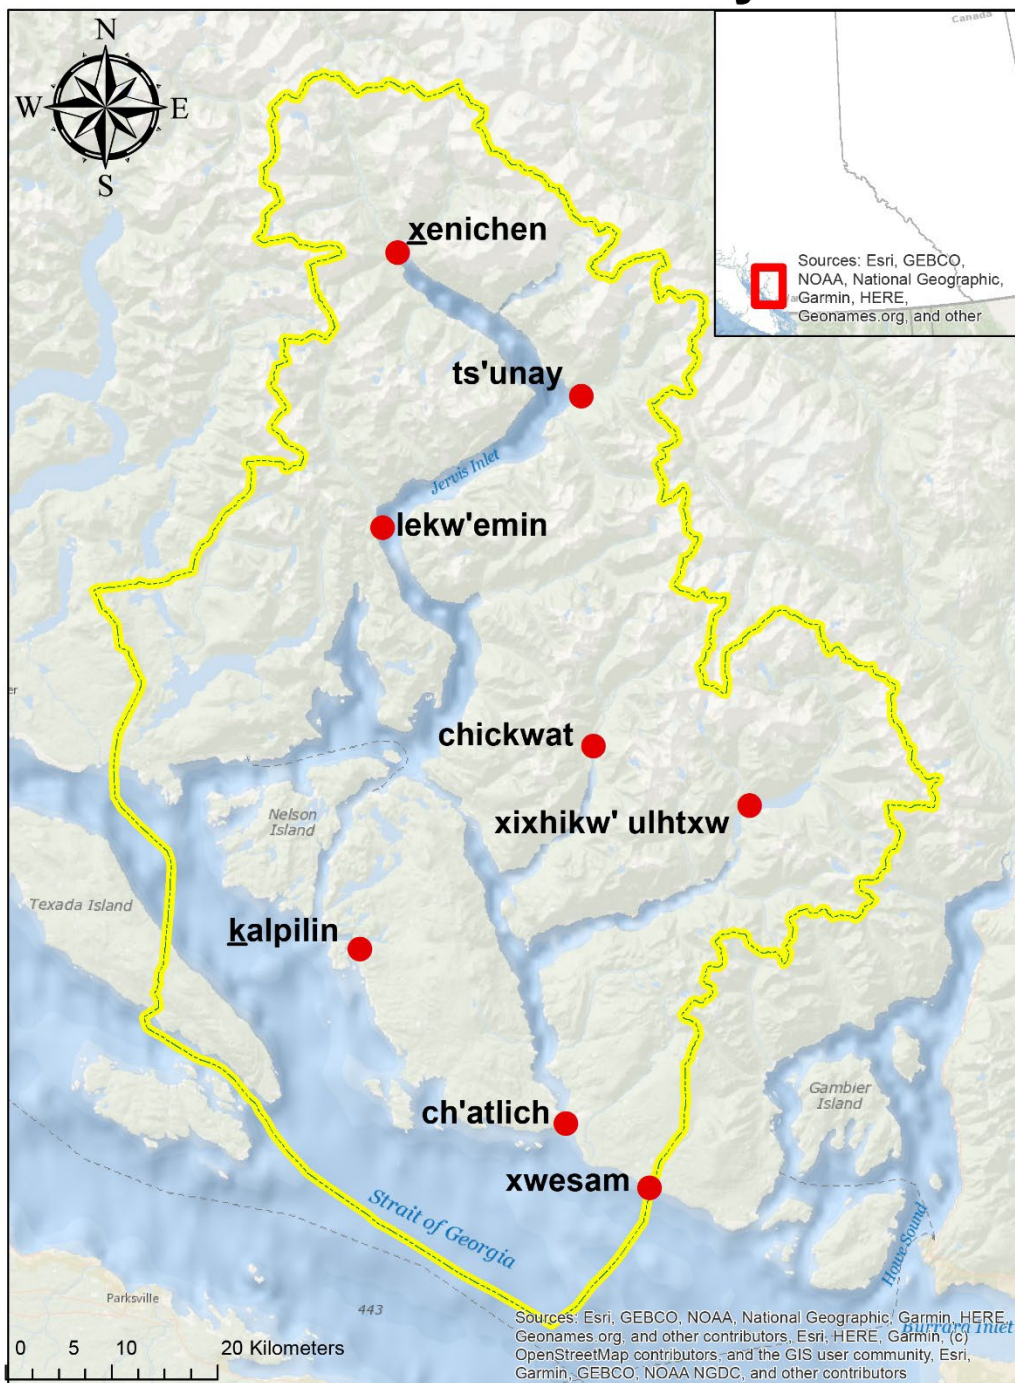 N
W E
S
Canada
Sources: Esri, GEBCO,
NOAA, National Geographic,
Garmin, HERE,
Geonames.org, and other
x̲enichen
ts'unay
Jervis Inlet
lekw'emin
chickwat
xixhikw' ulhtxw
Nelson
Island
Texada Island
k̲alpilin
Gambier
Island
ch'atlich
xwesam
Strait of Georgia
Howe Sound
Parksville
443
Burrard Inlet
0 5 10 20 Kilometers
Sources: Esri, GEBCO, NOAA, National Geographic, Garmin, HERE,
Geonames.org, and other contributors, Esri, HERE, Garmin, (c)
OpenStreetMap contributors, and the GIS user community, Esri,
Garmin, GEBCO, NOAA NGDC, and other contributors